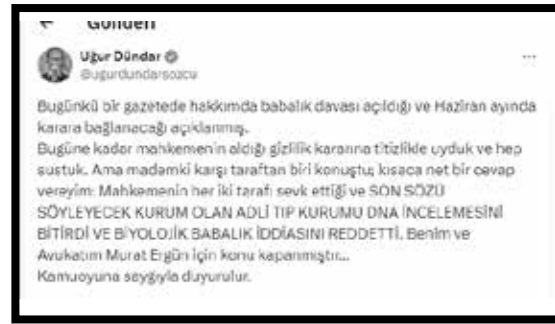 Gönderi
Uğur Dündar
@ugurdundarsozcu
Bugünkü bir gazetede hakkımda babalık davası açıldığı ve Haziran ayında
karara bağlanacağı açıklanmış.
Bugüne kadar mahkemenin aldığı gizlilik kararına titizlikle uyduk ve hep
sustuk. Ama mademki karşı taraftan biri konuştu; kısaca net bir cevap
vereyim: Mahkemenin her iki tarafı sevk ettiği ve SON SÖZÜ
SÖYLEYECEK KURUM OLAN ADLİ TIP KURUMU DNA İNCELEMESİNİ
BİTİRDİ VE BİYOLOJİK BABALIK İDDİASINI REDDETTİ. Benim ve
Avukatım Murat Ergün için konu kapanmıştır...
Kamuoyuna saygıyla duyurulur.